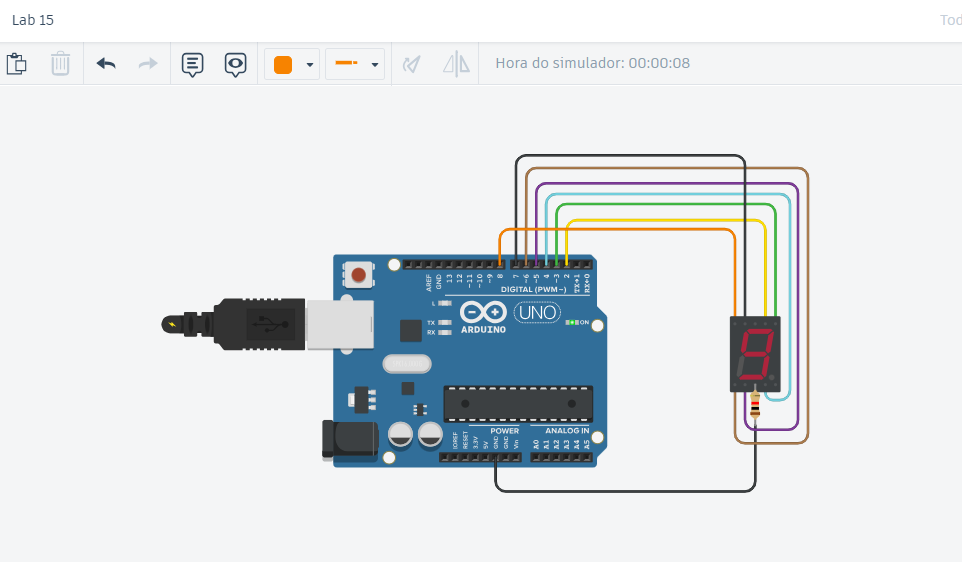 Lab 15
Tod
Hora do simulador: 00:00:08
AREF
GND
13
12
~11
~10
~9
8
7
~6
~5
4
~3
2
TX→1
RX←0
DIGITAL (PWM~)
L
TX
RX
ARDUINO
UNO
ON
POWER
ANALOG IN
IOREF
RESET
3.3V
5V
GND
GND
Vin
A0
A1
A2
A3
A4
A5
9